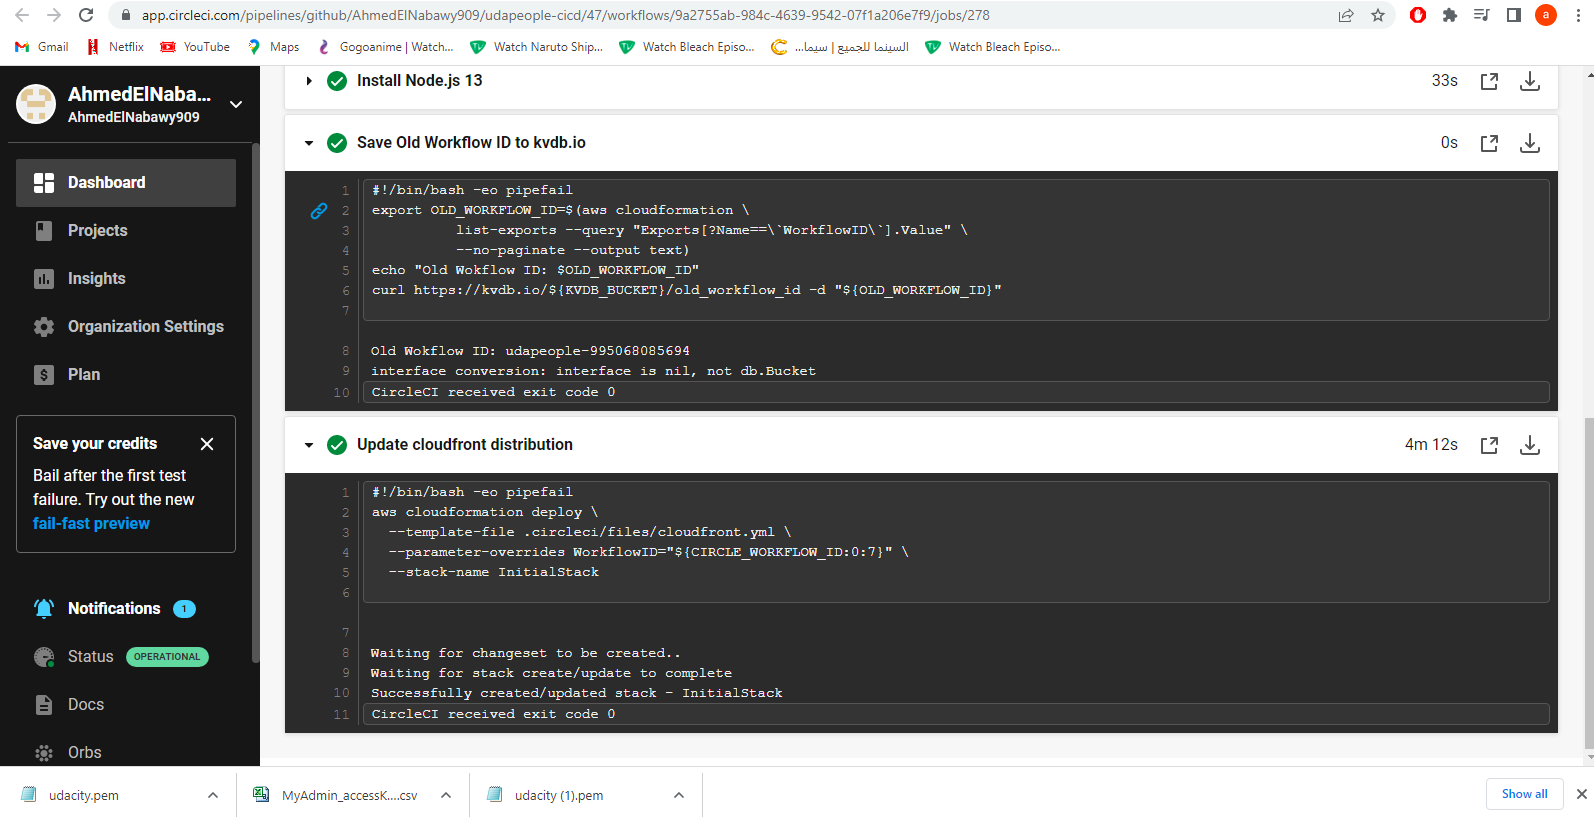 app.circleci.com/pipelines/github/AhmedElNabawy909/udapeople-cicd/47/workflows/9a2755ab-984c-4639-9542-07f1a206e7f9/jobs/278
a
Gmail
Netflix
YouTube
Maps
Gogoanime | Watch...
Watch Naruto Ship...
Watch Bleach Episo...
السينما للجميع | سيما...
Watch Bleach Episo...
AhmedElNaba...
AhmedElNabawy909
Dashboard
Projects
Insights
Organization Settings
Plan
Save your credits
Bail after the first test
failure. Try out the new
fail-fast preview
Notifications 1
Status OPERATIONAL
Docs
Orbs
Install Node.js 13 33s
Save Old Workflow ID to kvdb.io 0s
1 #!/bin/bash -eo pipefail
2 export OLD_WORKFLOW_ID=$(aws cloudformation \
3 list-exports --query "Exports[?Name==\`WorkflowID\`].Value" \
4 --no-paginate --output text)
5 echo "Old Wokflow ID: $OLD_WORKFLOW_ID"
6 curl https://kvdb.io/${KVDB_BUCKET}/old_workflow_id -d "${OLD_WORKFLOW_ID}"
7
8 Old Wokflow ID: udapeople-995068085694
9 interface conversion: interface is nil, not db.Bucket
10 CircleCI received exit code 0
Update cloudfront distribution 4m 12s
1 #!/bin/bash -eo pipefail
2 aws cloudformation deploy \
3 --template-file .circleci/files/cloudfront.yml \
4 --parameter-overrides WorkflowID="${CIRCLE_WORKFLOW_ID:0:7}" \
5 --stack-name InitialStack
6
7
8 Waiting for changeset to be created..
9 Waiting for stack create/update to complete
10 Successfully created/updated stack - InitialStack
11 CircleCI received exit code 0
udacity.pem
MyAdmin_accessK....csv
udacity (1).pem
Show all